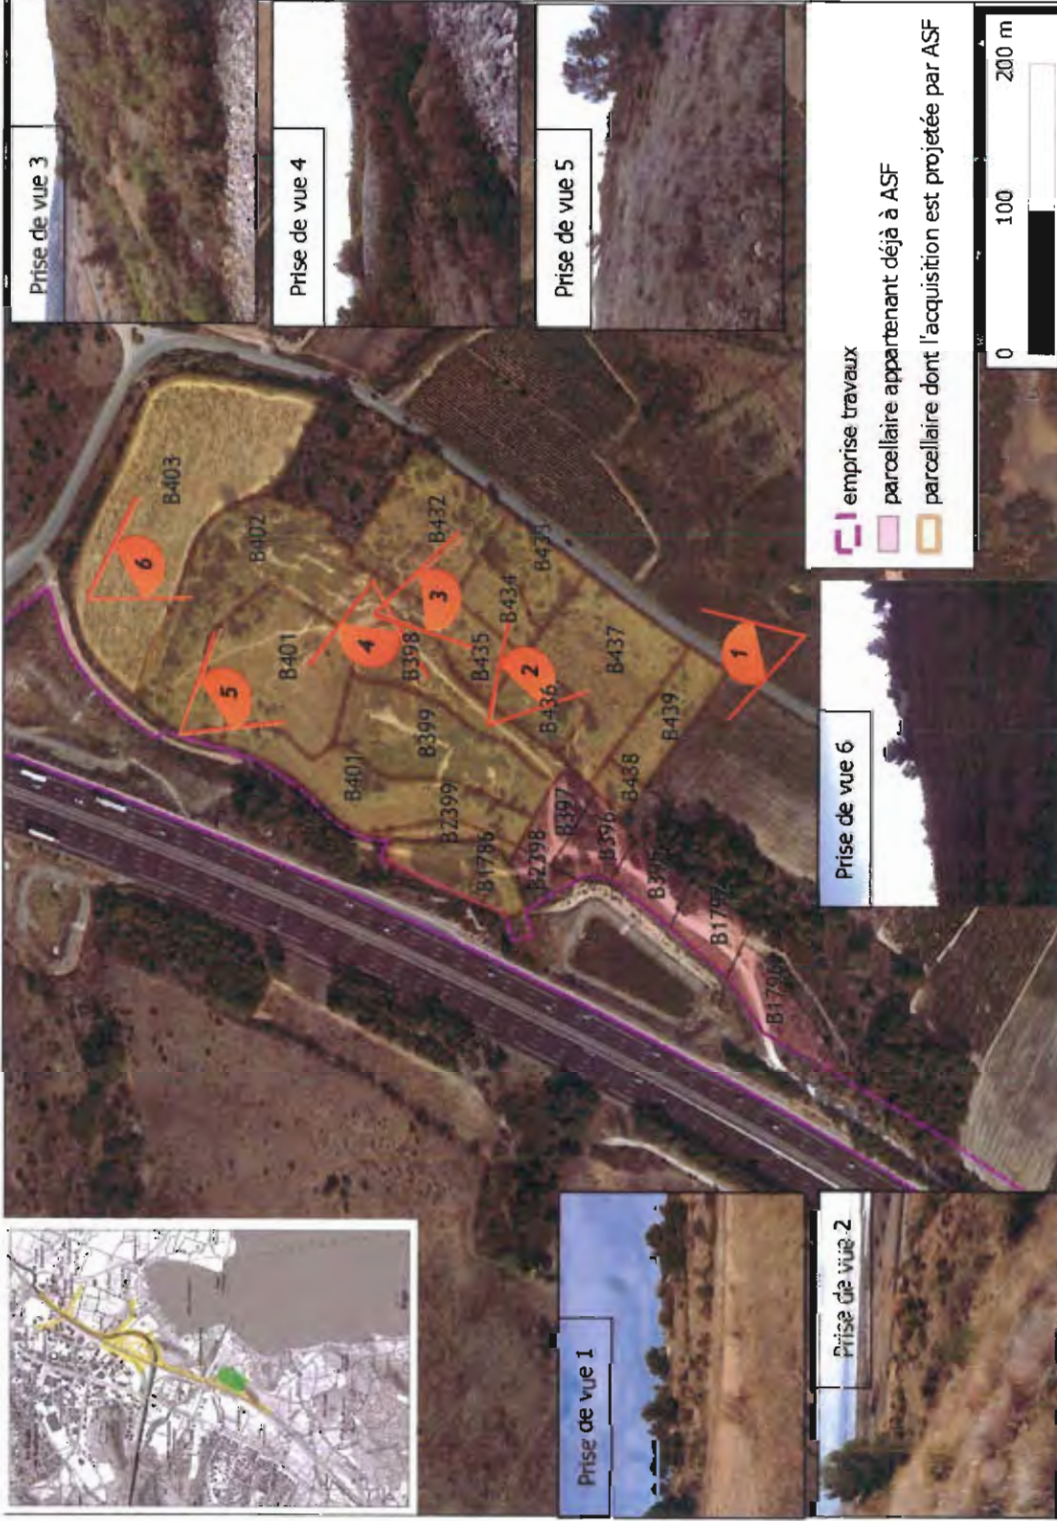 Prise de vue 3
Prise de vue 4
Prise de vue 5
B403
6
B402
B432
B433
3
4
B434
5
B401
B398
B435
2
B437
1
B436
B399
B439
B401
B438
B2399
B397
B1786
B396
B2398
emprise travaux
parcellaire appartenant déjà à ASF
parcellaire dont l'acquisition est projetée par ASF
0
100
200 m
Prise de vue 6
Prise de vue 1
Prise de vue 2